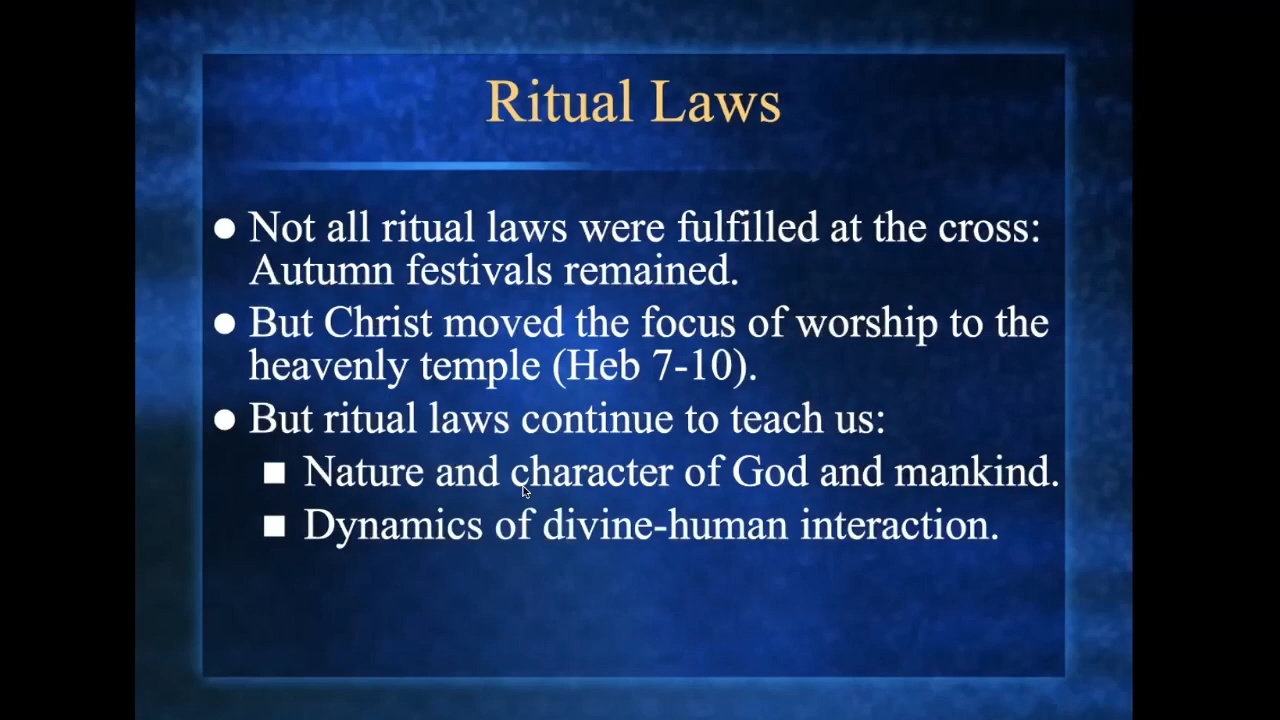 Ritual Laws
● Not all ritual laws were fulfilled at the cross:
Autumn festivals remained.
● But Christ moved the focus of worship to the
heavenly temple (Heb 7-10).
● But ritual laws continue to teach us:
■ Nature and character of God and mankind.
■ Dynamics of divine-human interaction.